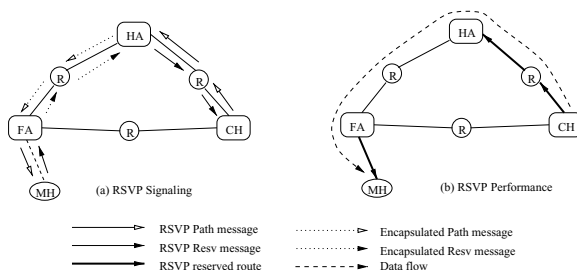 HA
R
R
FA
R
CH
MH
(a) RSVP Signaling
HA
R
R
FA
R
CH
MH
(b) RSVP Performance
RSVP Path message
RSVP Resv message
RSVP reserved route
Encapsulated Path message
Encapsulated Resv message
Data flow